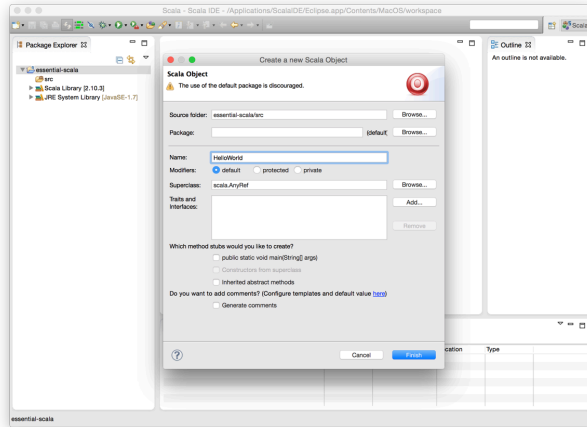 Scala - Scala IDE - /Applications/ScalaIDE/Eclipse.app/Contents/MacOS/workspace
Scala
Package Explorer
essential-scala
src
Scala Library [2.10.3]
JRE System Library [JavaSE-1.7]
Outline
An outline is not available.
Create a new Scala Object
Scala Object
The use of the default package is discouraged.
Source folder: essential-scala/src Browse...
Package: (default Browse...
Name: HelloWorld
Modifiers: default protected private
Superclass: scala.AnyRef Browse...
Traits and Interfaces: Add...
Remove
Which method stubs would you like to create?
public static void main(String[] args)
Constructors from superclass
Inherited abstract methods
Do you want to add comments? (Configure templates and default value here)
Generate comments
? Cancel Finish
cation Type
essential-scala